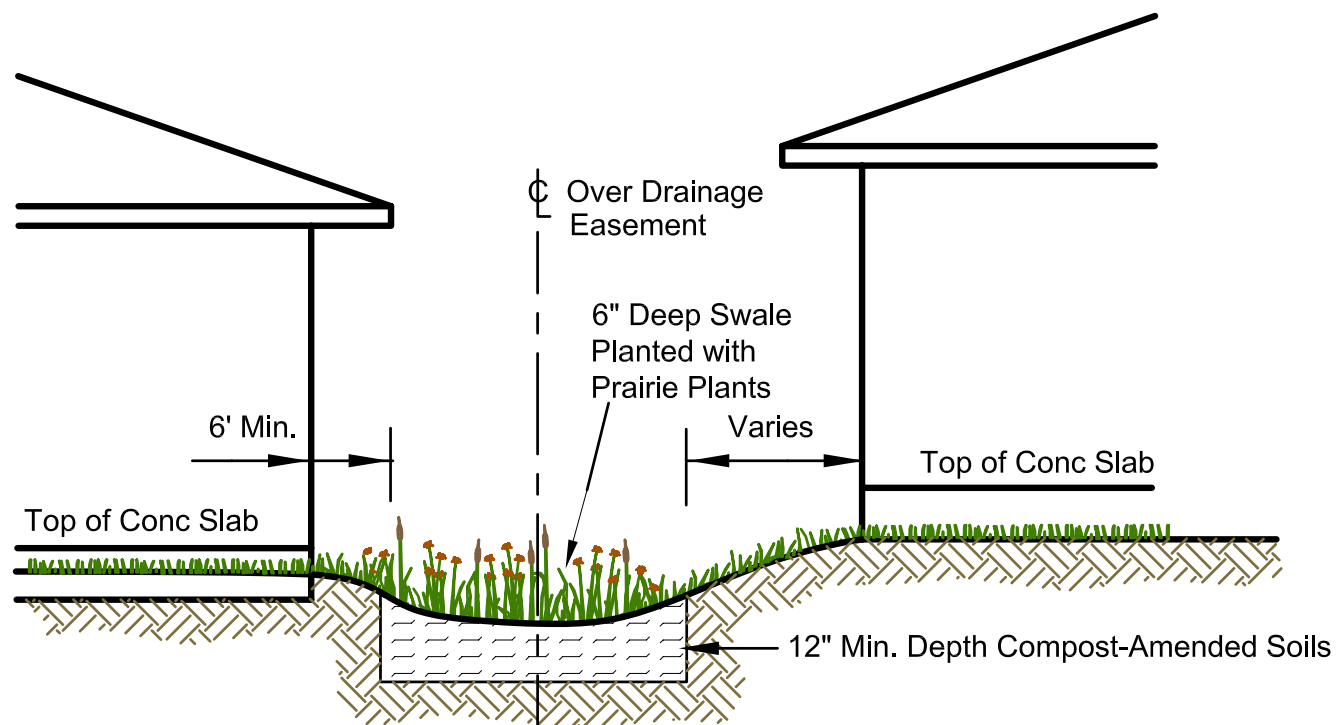 ℄ Over Drainage
Easement
6" Deep Swale
Planted with
Prairie Plants
6' Min.
Varies
Top of Conc Slab
Top of Conc Slab
12" Min. Depth Compost-Amended Soils